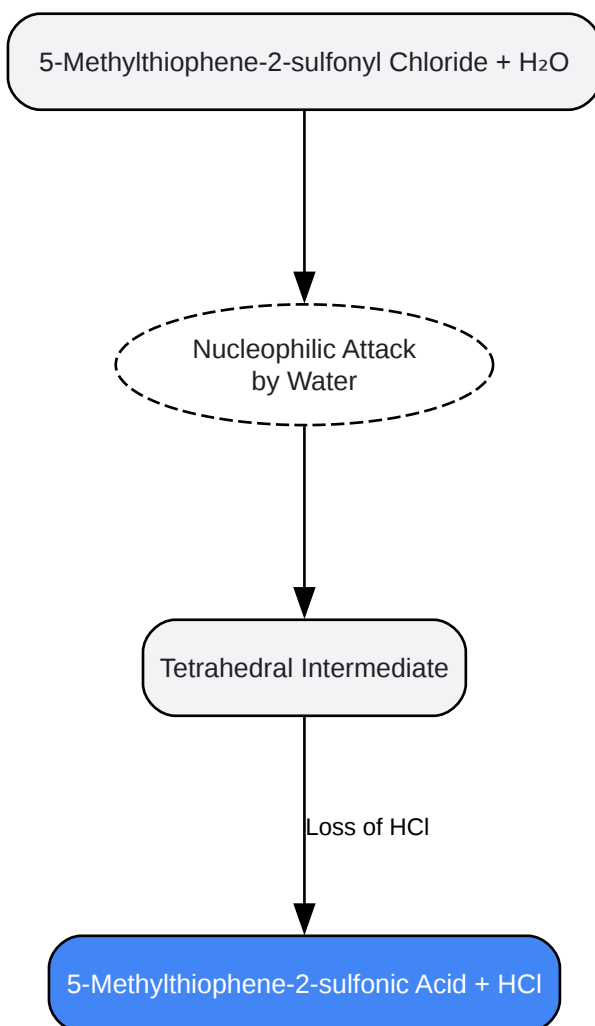 5-Methylthiophene-2-sulfonyl Chloride + H₂O
Nucleophilic Attack
by Water
Tetrahedral Intermediate
Loss of HCl
5-Methylthiophene-2-sulfonic Acid + HCl